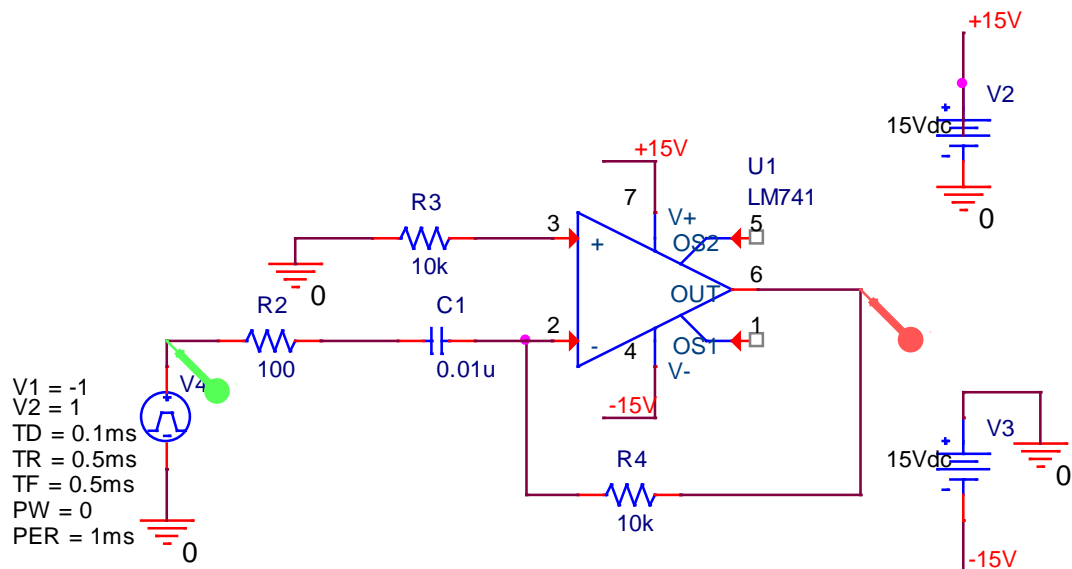 +15V
V2
15Vdc
-
0
+15V
U1
LM741
7
R3
3
V+
5
+
OS2
10k
6
0
OUT
R2
C1
2
1
-
4
OS1
100
0.01u
V-
V4
V1 = -1
V2 = 1
TD = 0.1ms
TR = 0.5ms
TF = 0.5ms
PW = 0
PER = 1ms
+
-
0
-15V
R4
10k
V3
+
15Vdc
-
0
-15V